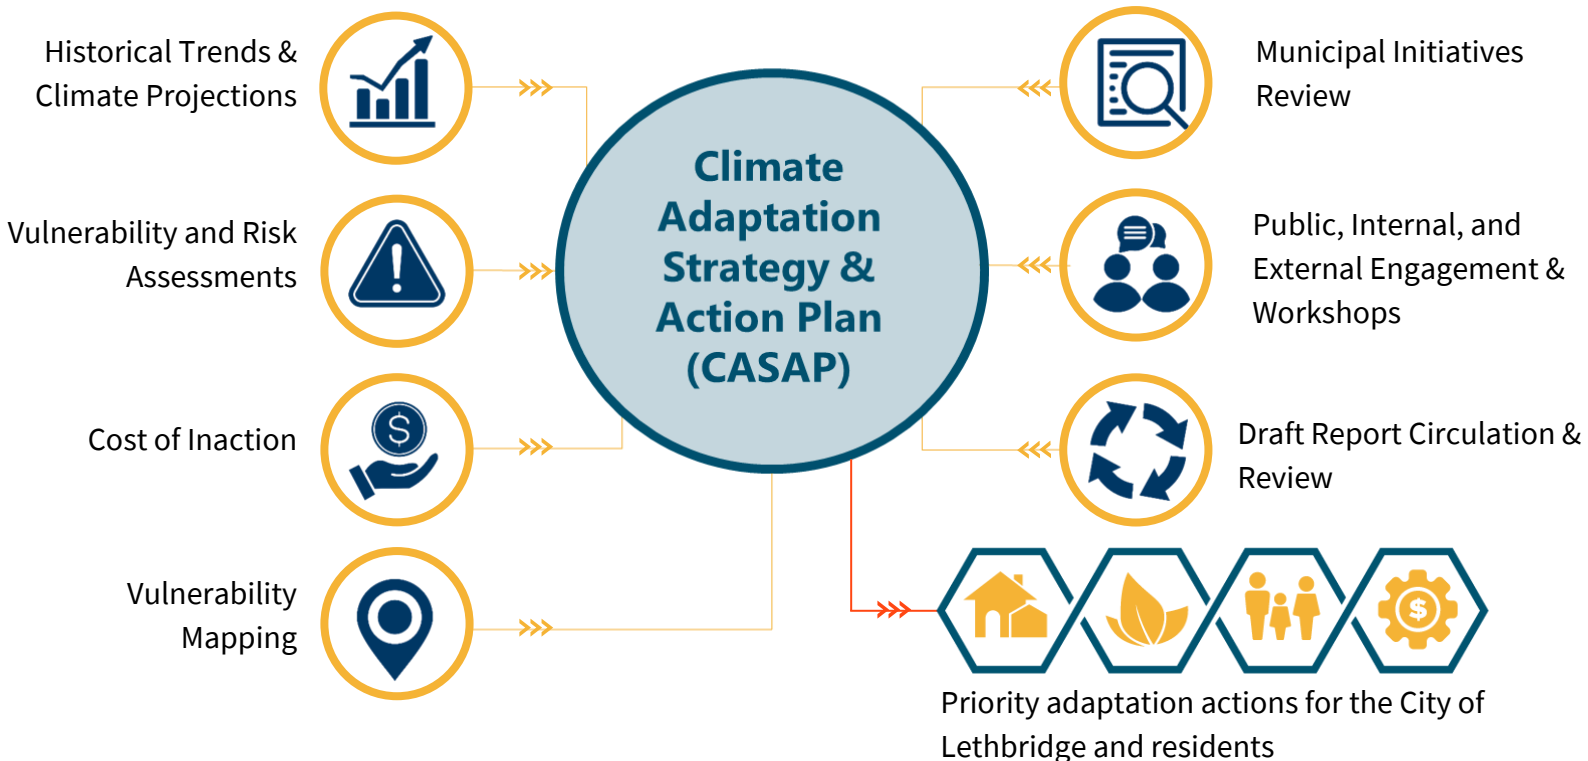 Historical Trends &
Climate Projections
Vulnerability and Risk
Assessments
Cost of Inaction
$
Vulnerability
Mapping
Climate
Adaptation
Strategy &
Action Plan
(CASAP)
Municipal Initiatives
Review
Public, Internal, and
External Engagement &
Workshops
Draft Report Circulation &
Review
$
Priority adaptation actions for the City of
Lethbridge and residents